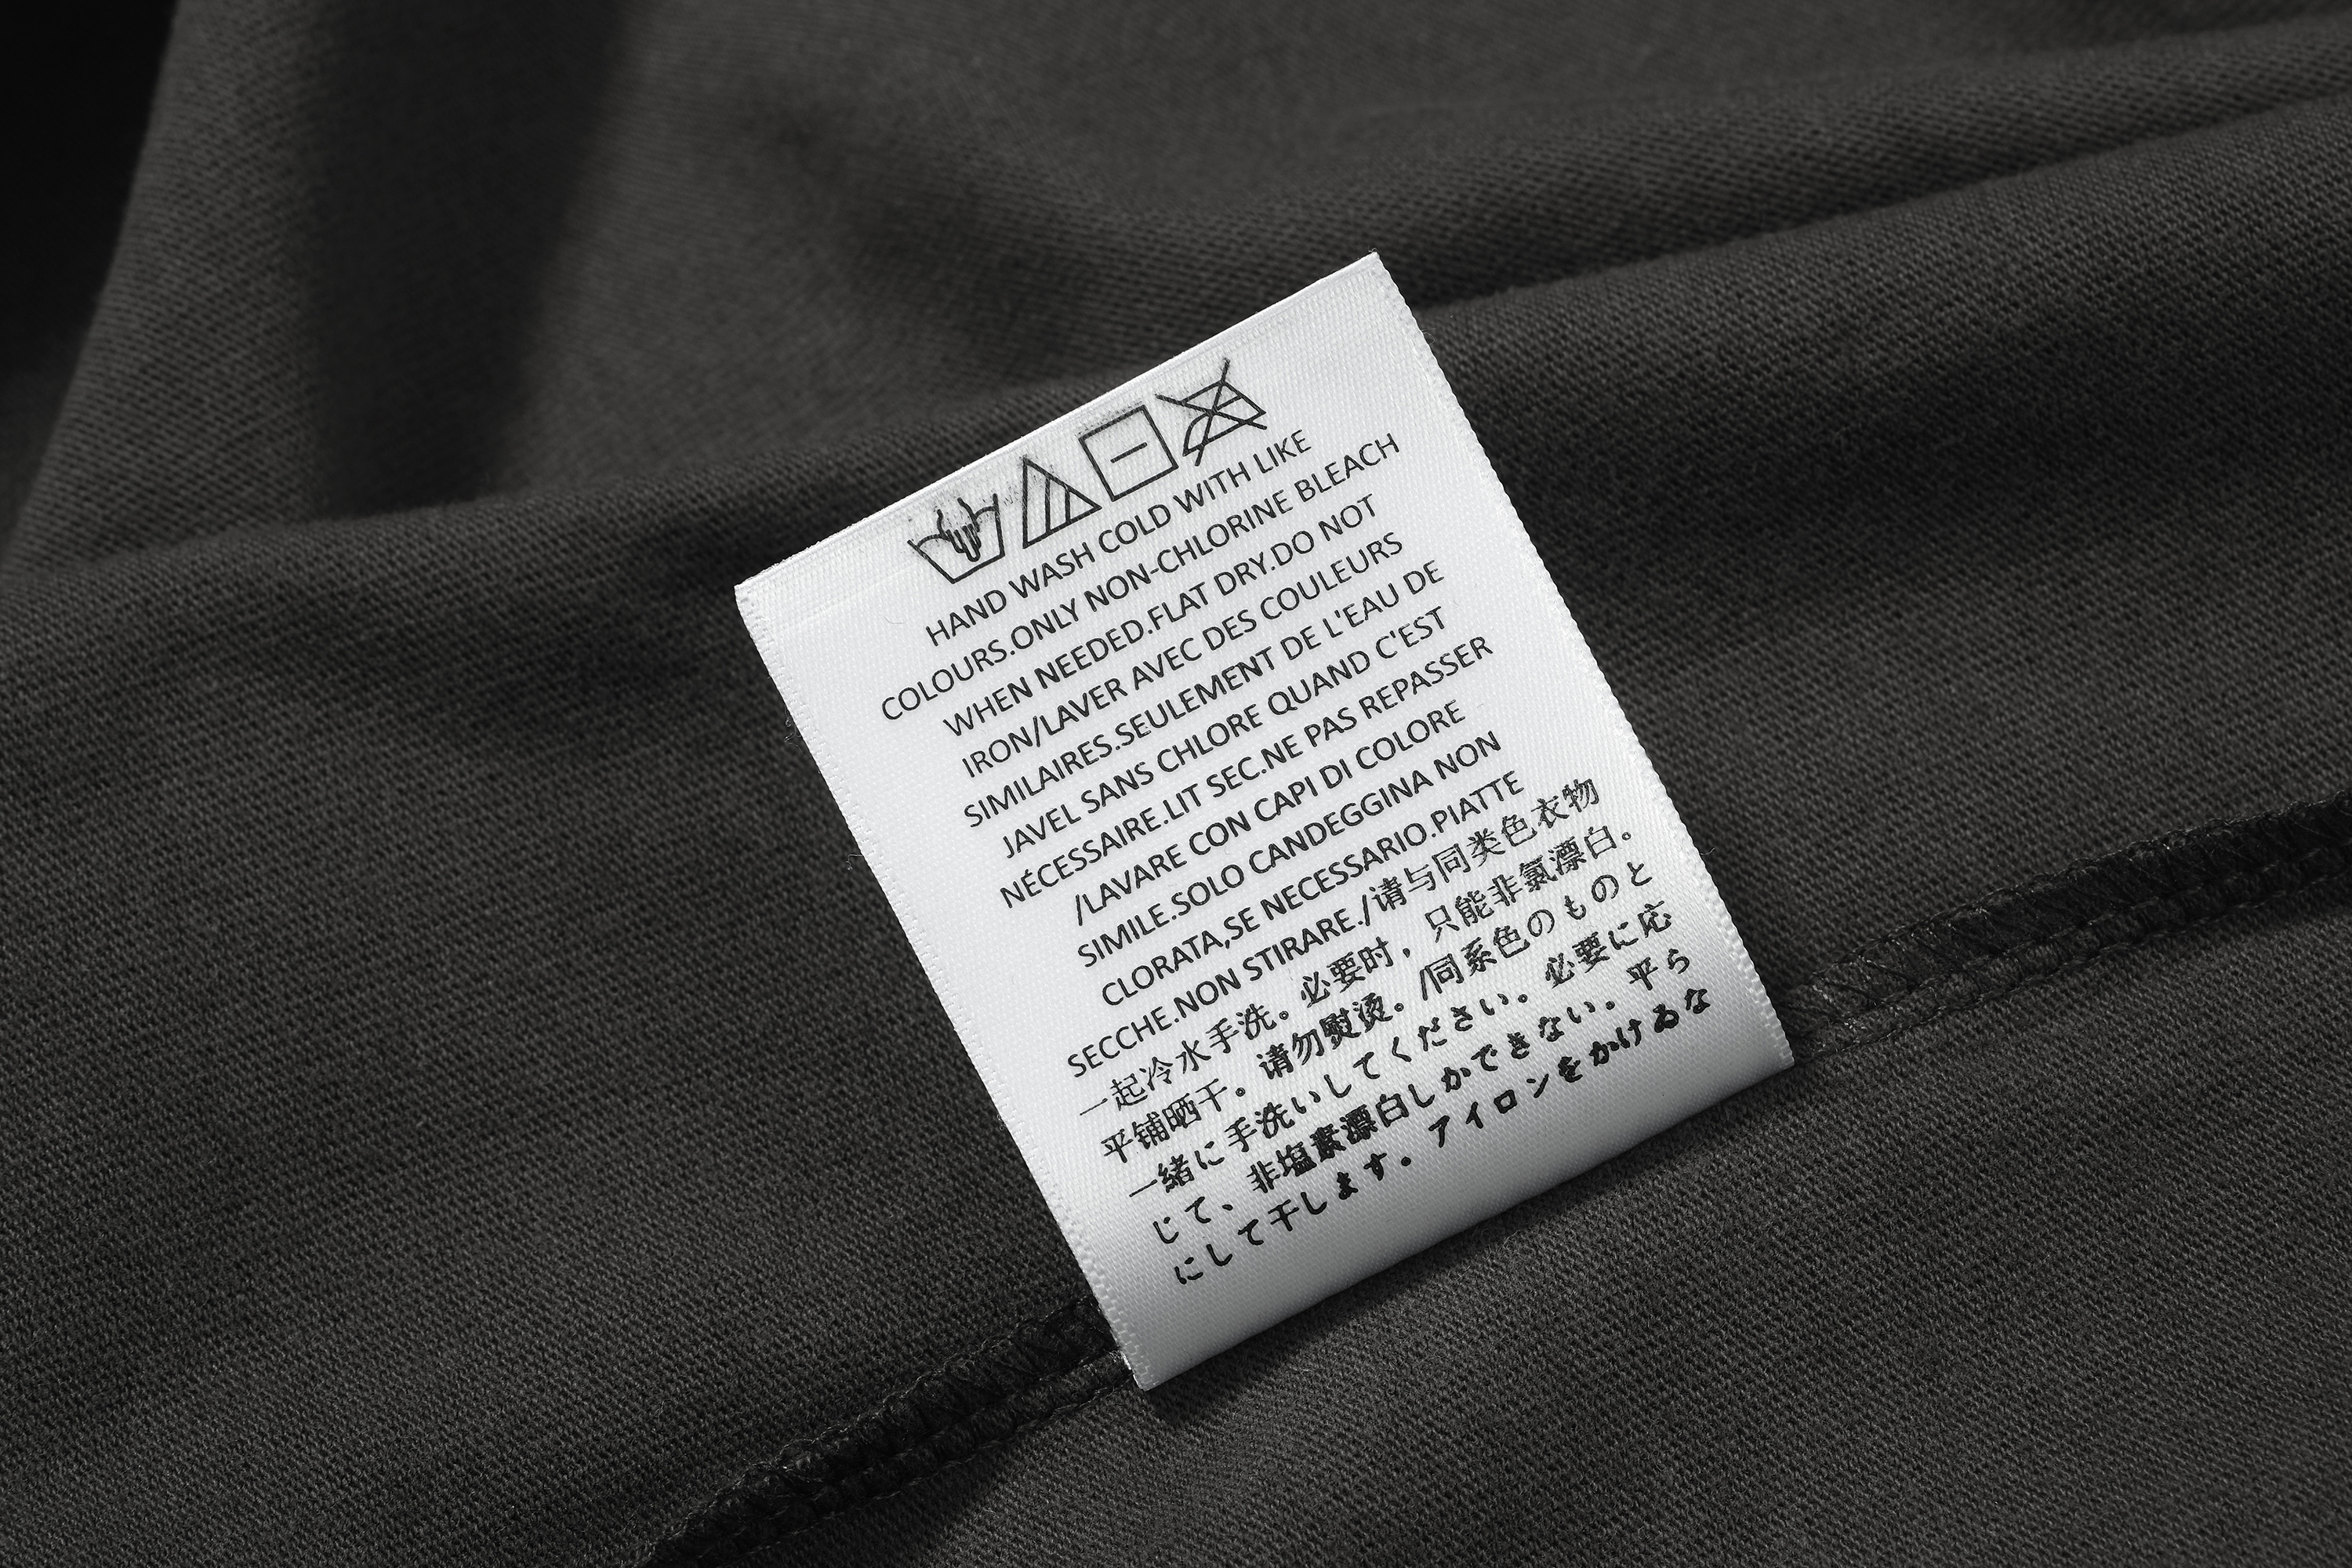 HAND WASH COLD WITH LIKE
COLOURS.ONLY NON-CHLORINE BLEACH
WHEN NEEDED.FLAT DRY.DO NOT
IRON/LAVER AVEC DES COULEURS
SIMILAIRES.SEULEMENT DE L'EAU DE
JAVEL SANS CHLORE QUAND C'EST
NÉCESSAIRE.LIT SEC.NE PAS REPASSER
/LAVARE CON CAPI DI COLORE
SIMILE.SOLO CANDEGGINA NON
CLORATA,SE NECESSARIO.PIATTE
SECCHE.NON STIRARE./请与同类色衣物
一起冷水手洗。必要时，只能非氯漂白。
平铺晒干。请勿熨烫。/同系色のものと
一緒に手洗いしてください。必要に応
じて、非塩素漂白しかできない。平ら
にして干します。アイロンをかけるな